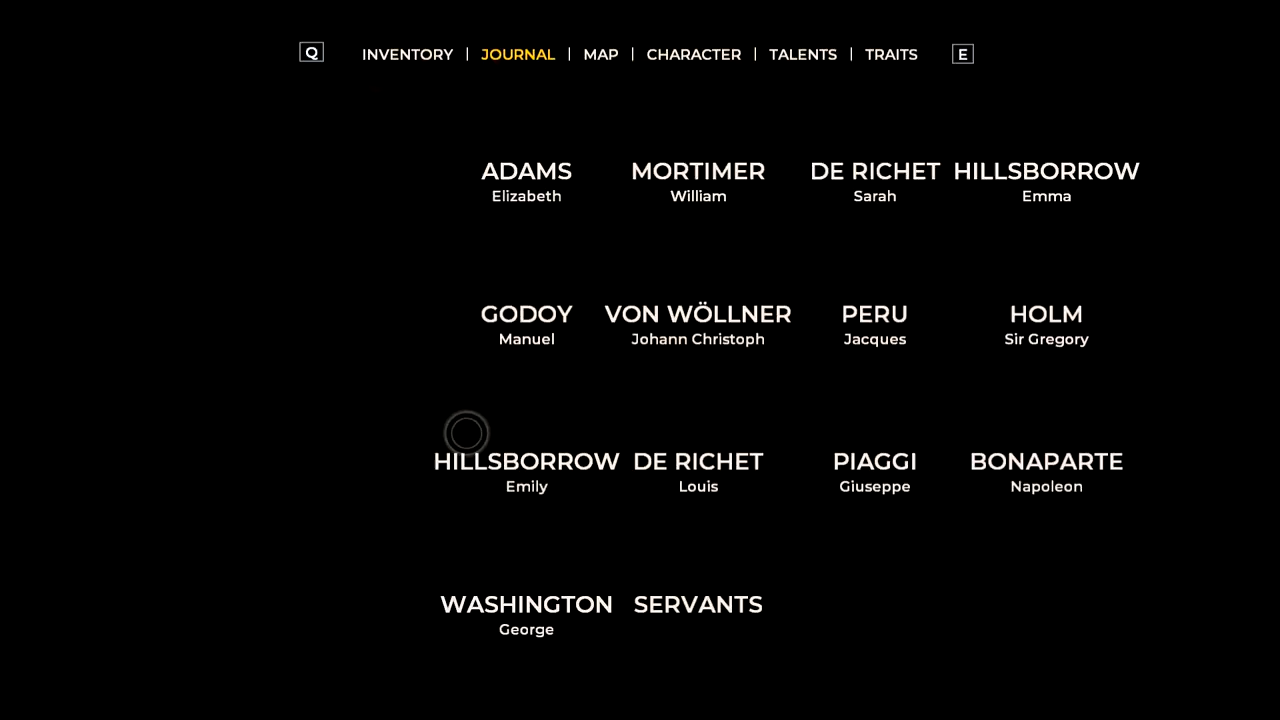 Q INVENTORY | JOURNAL | MAP | CHARACTER | TALENTS | TRAITS E
ADAMS MORTIMER DE RICHET HILLSBORROW
Elizabeth William Sarah Emma
GODOY VON WÖLLNER PERU HOLM
Manuel Johann Christoph Jacques Sir Gregory
HILLSBORROW DE RICHET PIAGGI BONAPARTE
Emily Louis Giuseppe Napoleon
WASHINGTON SERVANTS
George